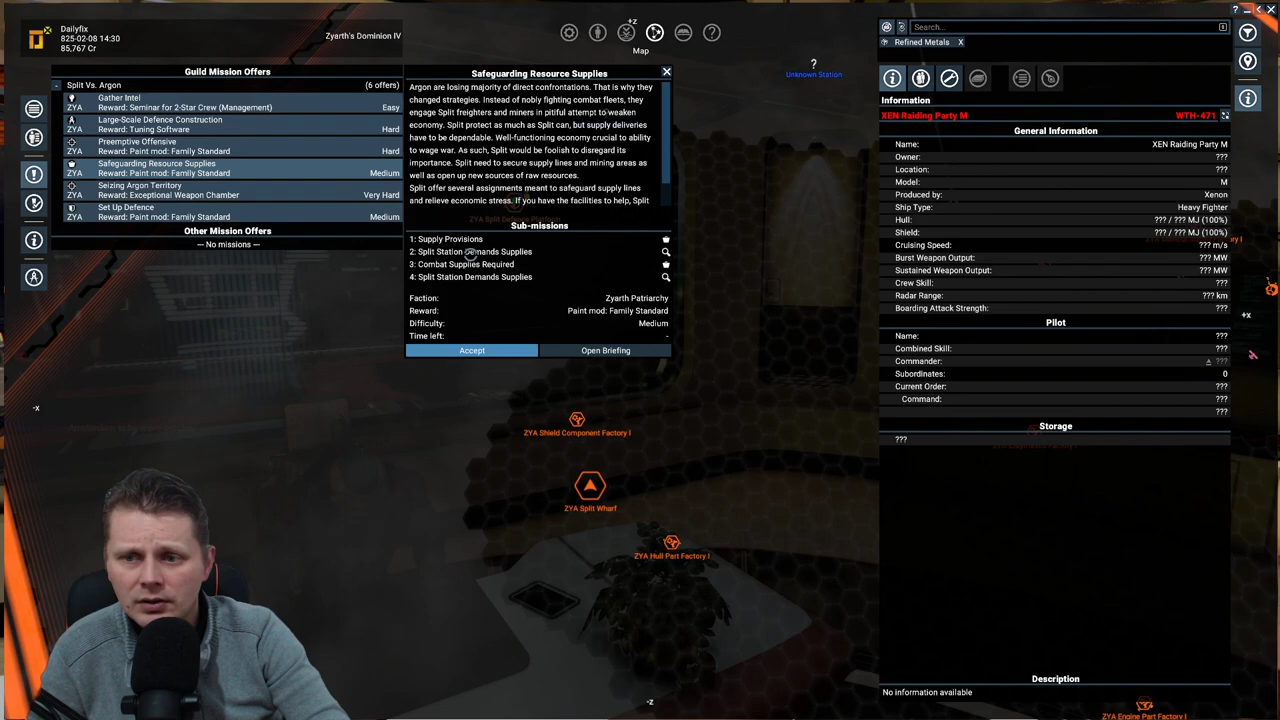 Dailyfix
825-02-08 14:30
85,767 Cr
Zyarth's Dominion IV
+z
Map
Guild Mission Offers
- Split Vs. Argon (6 offers)
Gather Intel
ZYA Reward: Seminar for 2-Star Crew (Management) Easy
Large-Scale Defence Construction
ZYA Reward: Tuning Software Hard
Preemptive Offensive
ZYA Reward: Paint mod: Family Standard Hard
Safeguarding Resource Supplies
ZYA Reward: Paint mod: Family Standard Medium
Seizing Argon Territory
ZYA Reward: Exceptional Weapon Chamber Very Hard
Set Up Defence
ZYA Reward: Paint mod: Family Standard Medium
Other Mission Offers
--- No missions ---
Safeguarding Resource Supplies
Argon are losing majority of direct confrontations. That is why they
changed strategies. Instead of nobly fighting combat fleets, they
engage Split freighters and miners in pitiful attempt to weaken
economy. Split protect as much as Split can, but supply deliveries
have to be dependable. Well-functioning economy crucial to ability
to wage war. As such, Split would be foolish to disregard its
importance. Split need to secure supply lines and mining areas as
well as open up new sources of raw resources.
Split offer several assignments meant to safeguard supply lines
and relieve economic stress. If you have the facilities to help, Split
ZYA Split Defence Platform
Sub-missions
1: Supply Provisions
2: Split Station Demands Supplies
3: Combat Supplies Required
4: Split Station Demands Supplies
Faction: Zyarth Patriarchy
Reward: Paint mod: Family Standard
Difficulty: Medium
Time left: -
Accept Open Briefing
?
Unknown Station
-x
+x
-z
ZYA Shield Component Factory I
ZYA Split Wharf
ZYA Hull Part Factory I
? _ < X
Search...
Refined Metals X
Information
XEN Raiding Party M WTH-471
General Information
Name: XEN Raiding Party M
Owner: ???
Location: ???
Model: M
Produced by: Xenon
Ship Type: Heavy Fighter
Hull: ??? / ??? MJ (100%)
Shield: ??? / ??? MJ (100%)
Cruising Speed: ??? m/s
Burst Weapon Output: ??? MW
Sustained Weapon Output: ??? MW
Crew Skill: ???
Radar Range: ??? km
Boarding Attack Strength: ???
Pilot
Name: ???
Combined Skill: ???
Commander: ???
Subordinates: 0
Current Order: ???
Command: ???
???
Storage
???
Description
No information available
ZYA Engine Part Factory I